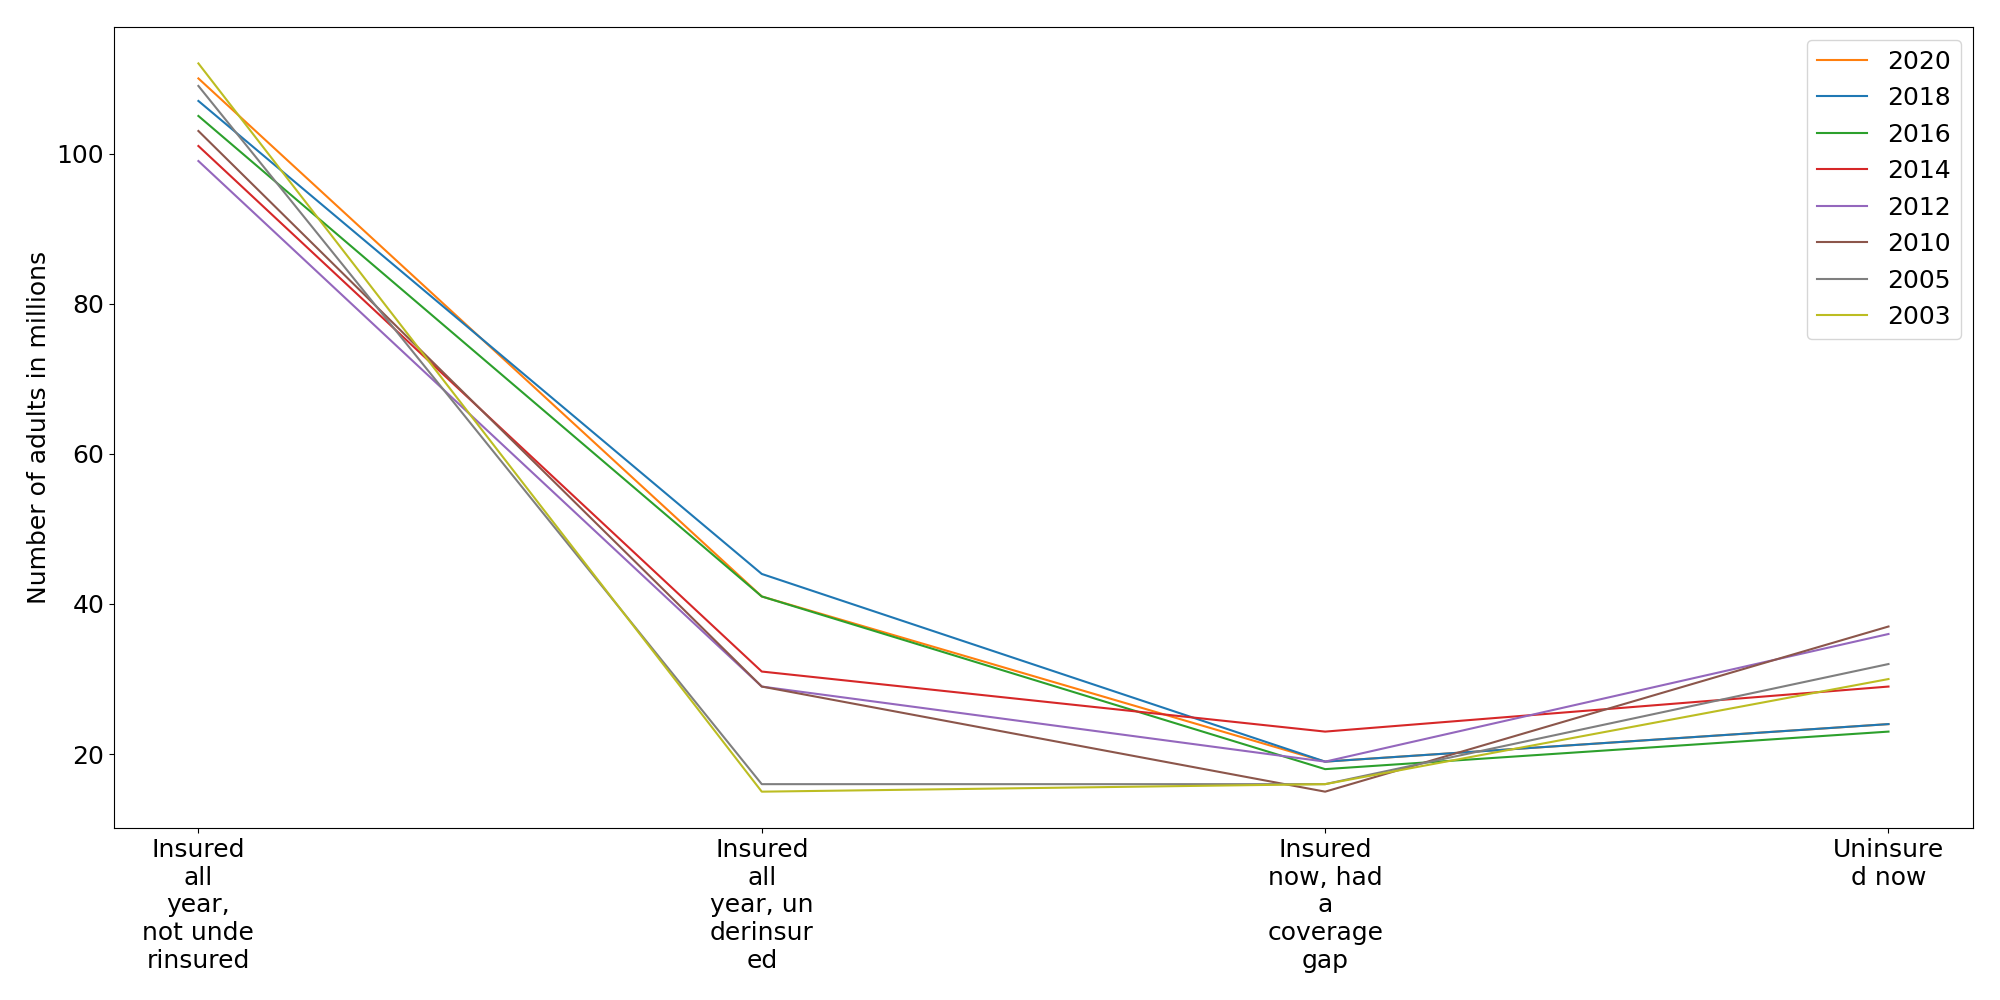 2020
2018
2016
2014
2012
2010
2005
2003
Number of adults in millions
100
80
60
40
20
Insured
all
year,
not unde
rinsured
Insured
all
year, un
derinsur
ed
Insured
now, had
a
coverage
gap
Uninsure
d now